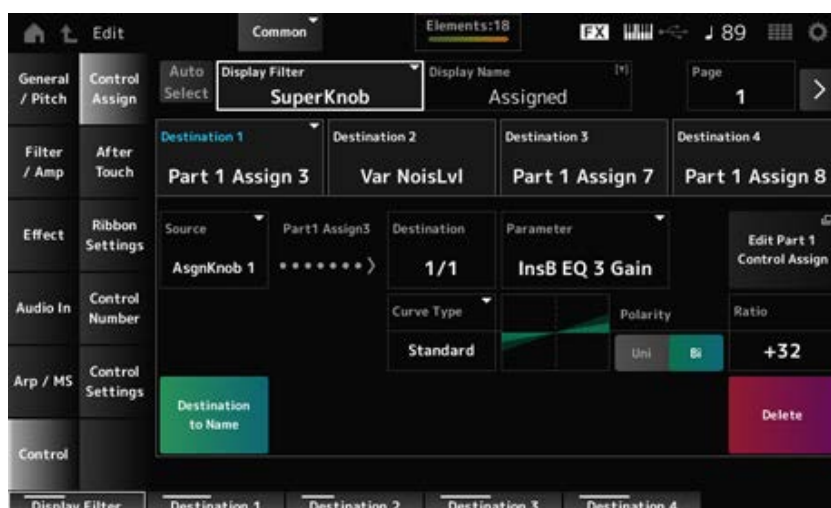 Edit
Common
Elements:18
FX
♩ 89
General / Pitch
Control Assign
Auto Select
Display Filter
SuperKnob
Display Name
Assigned
[*]
Page
1
>
Filter / Amp
After Touch
Destination 1
Part 1 Assign 3
Destination 2
Var NoisLvl
Destination 3
Part 1 Assign 7
Destination 4
Part 1 Assign 8
Effect
Ribbon Settings
Source
AsgnKnob 1
Part1 Assign3
Destination
1/1
Parameter
InsB EQ 3 Gain
Edit Part 1 Control Assign
Audio In
Control Number
Curve Type
Standard
Polarity
Uni
Bi
Ratio
+32
Arp / MS
Control Settings
Destination to Name
Delete
Control
Display Filter
Destination 1
Destination 2
Destination 3
Destination 4